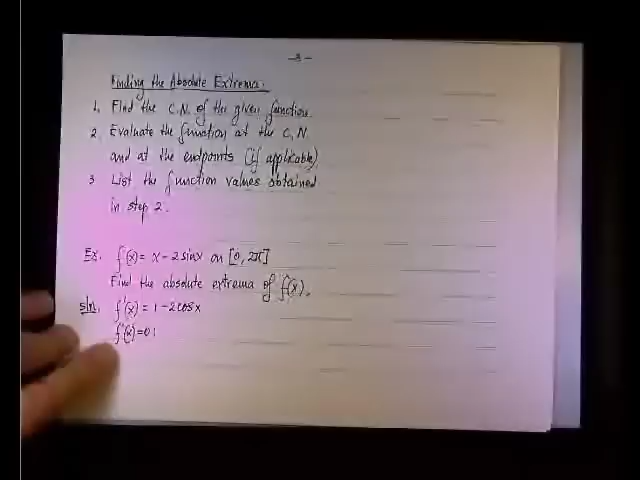 -3-
Finding the Absolute Extrema.
1. Find the C.N. of the given function.
2. Evaluate the function at the C.N.
and at the endpoints (if applicable)
3 List the function values obtained
in step 2.
Ex. f(x) = x - 2sinx on [0, 2π]
Find the absolute extrema of f(x).
Sln. f'(x) = 1 - 2cosx
f'(x) = 0: